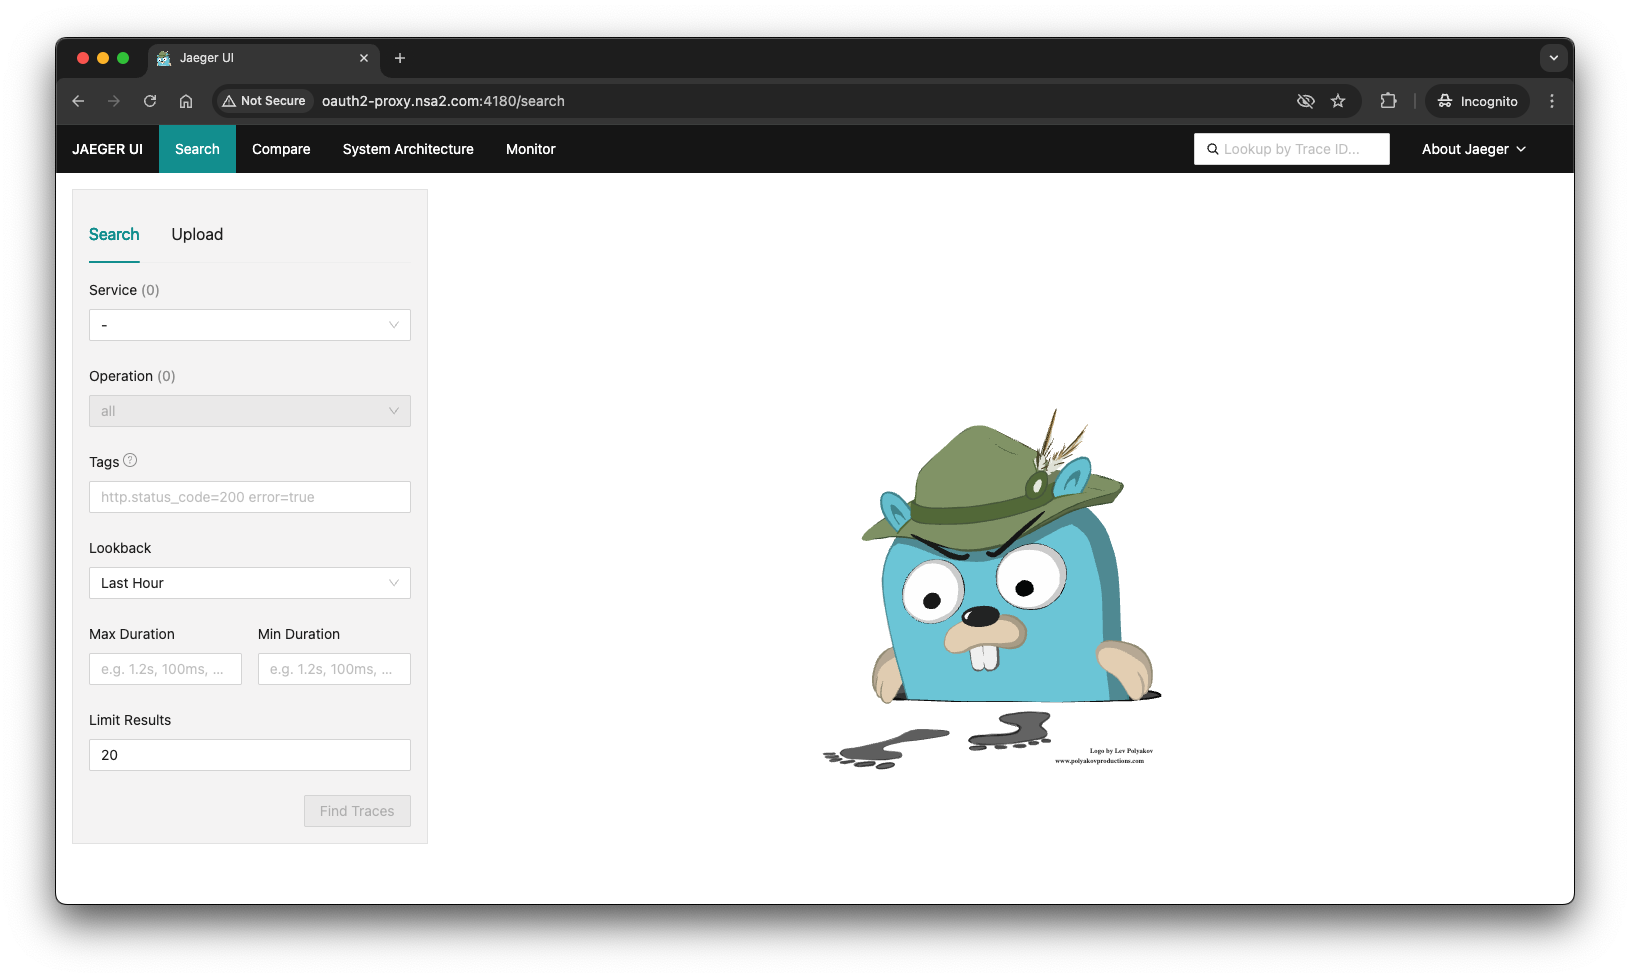 Jaeger UI
Not Secure
oauth2-proxy.nsa2.com:4180/search
Incognito
JAEGER UI
Search
Compare
System Architecture
Monitor
Lookup by Trace ID...
About Jaeger
Search
Upload
Service (0)
-
Operation (0)
all
Tags ?
http.status_code=200 error=true
Lookback
Last Hour
Max Duration
Min Duration
e.g. 1.2s, 100ms, ...
e.g. 1.2s, 100ms, ...
Limit Results
20
Find Traces
Logo by Lev Polyakov
www.polyakovproductions.com